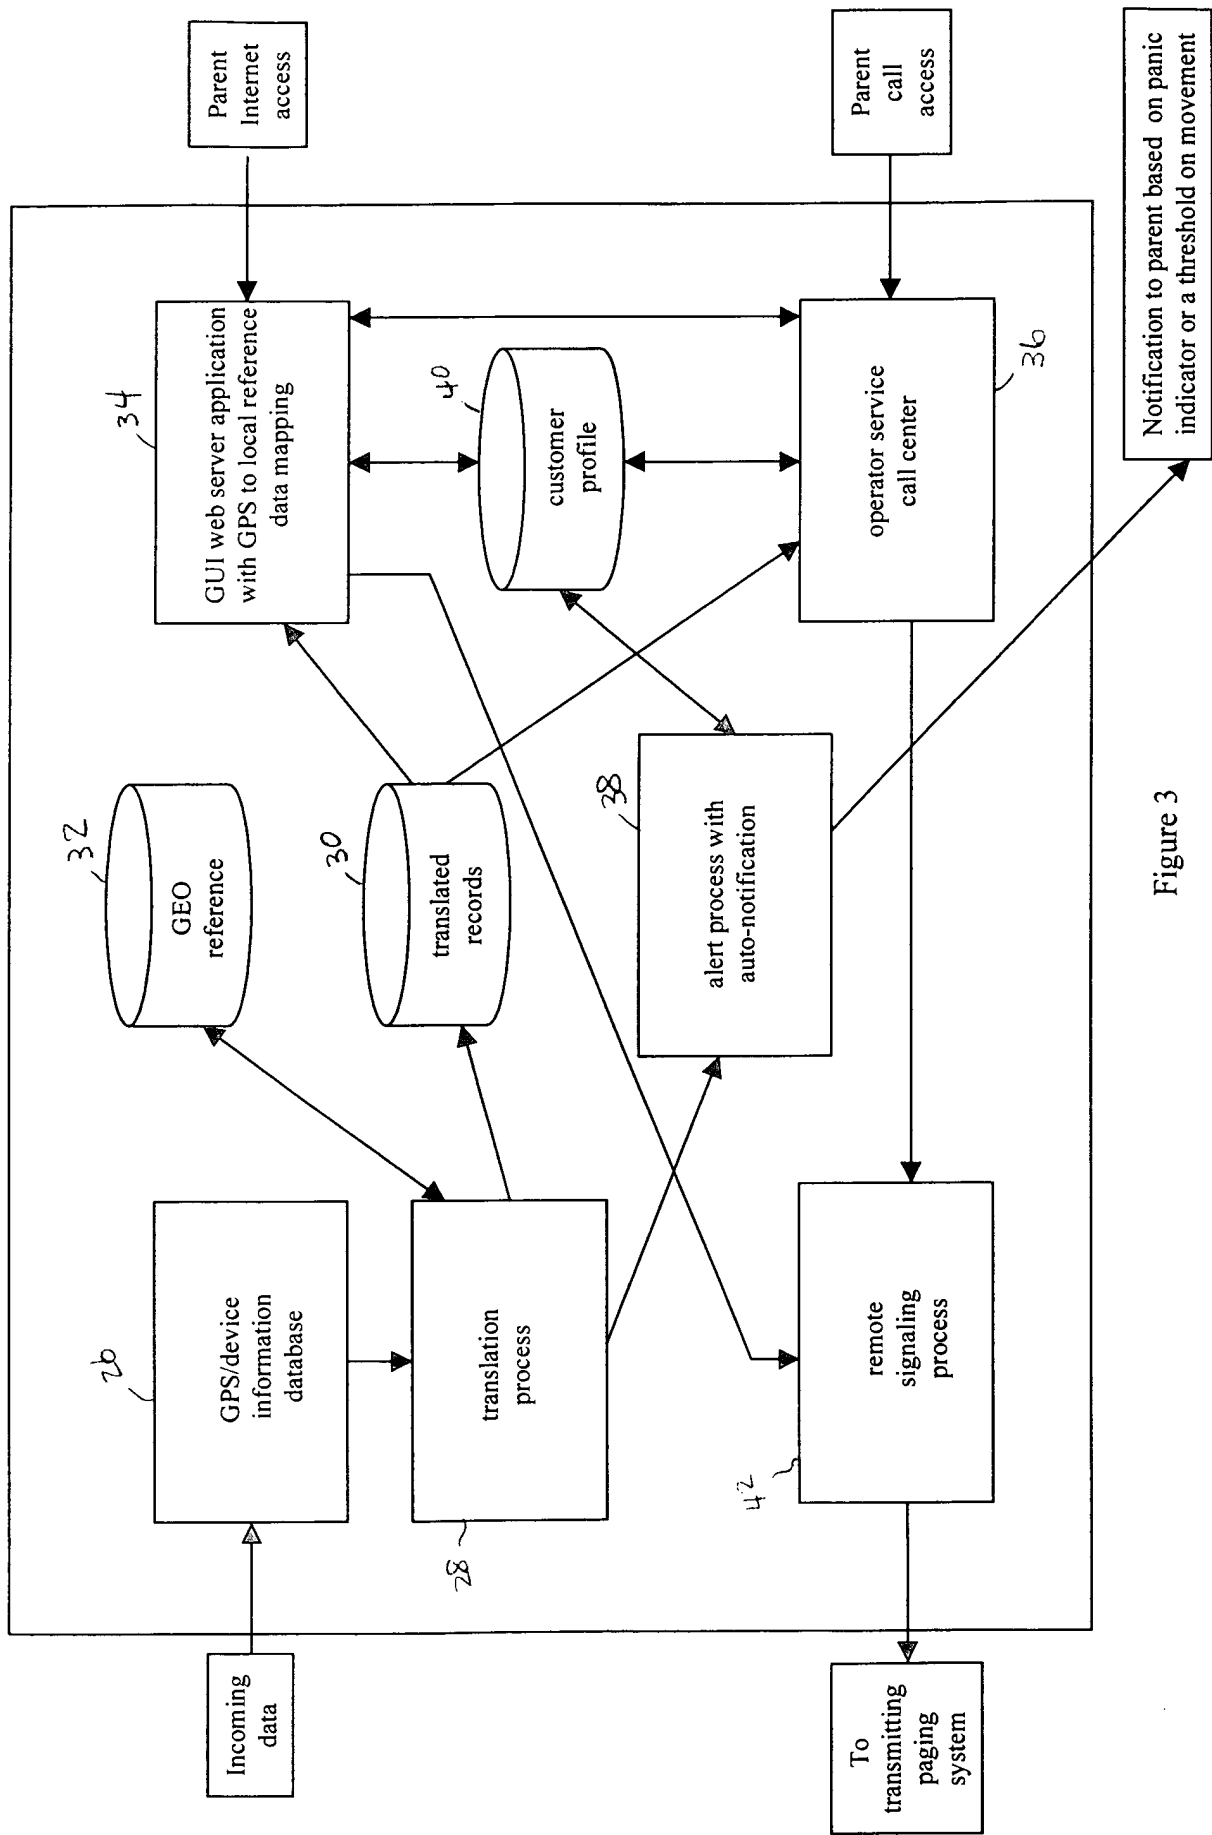 Incoming
data
26
GPS/device
information
database
32
GEO
reference
34
GUI web server application
with GPS to local reference
data mapping
Parent
Internet
access
28
translation
process
30
translated
records
40
customer
profile
38
alert process with
auto-notification
42
remote
signaling
process
36
operator service
call center
Parent
call
access
To
transmitting
paging
system
Notification to parent based on panic
indicator or a threshold on movement
Figure 3